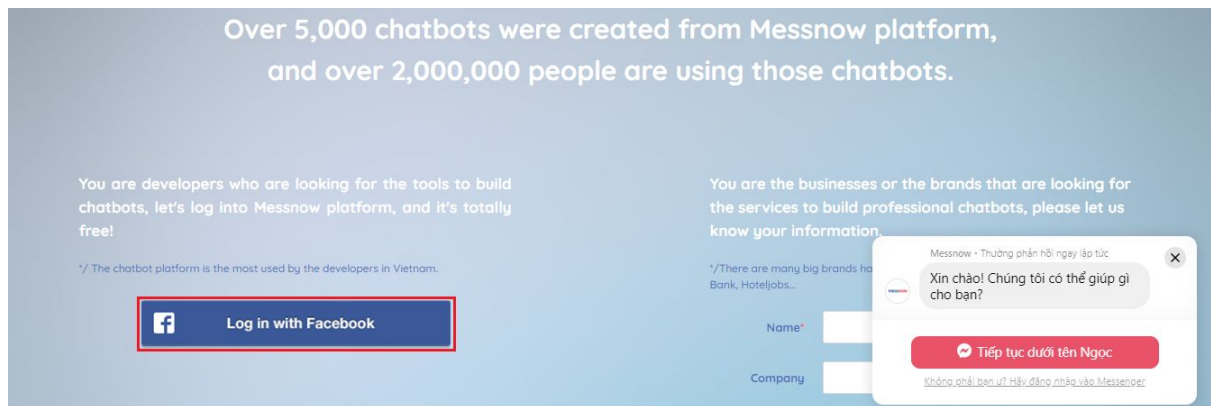 Over 5,000 chatbots were created from Messnow platform,
and over 2,000,000 people are using those chatbots.
You are developers who are looking for the tools to build
chatbots, let's log into Messnow platform, and it's totally
free!
*/ The chatbot platform is the most used by the developers in Vietnam.
Log in with Facebook
You are the businesses or the brands that are looking for
the services to build professional chatbots, please let us
know your information.
*/There are many big brands ha
Bank, Hoteljobs...
Name*
Company
Messnow • Thường phản hồi ngay lập tức
Xin chào! Chúng tôi có thể giúp gì
cho bạn?
Tiếp tục dưới tên Ngọc
Không phải bạn ư? Hãy đăng nhập vào Messenger